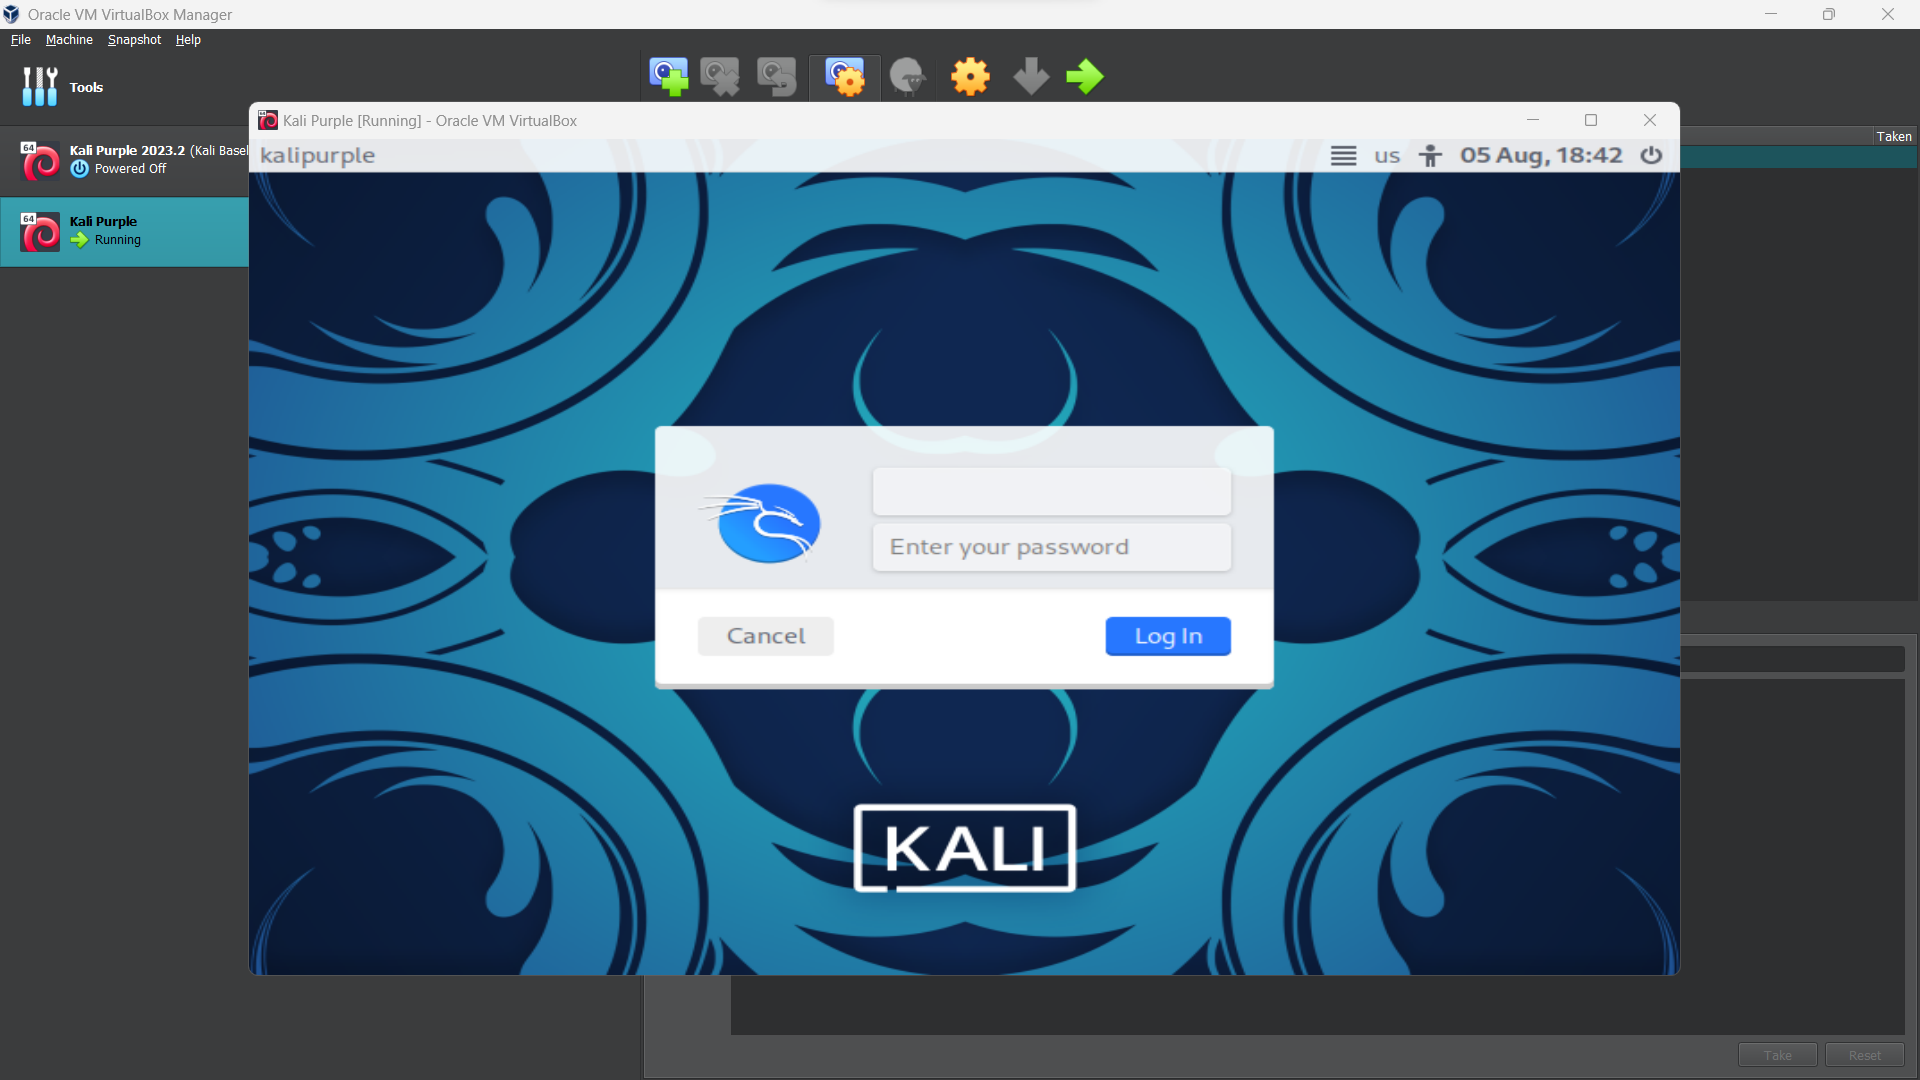 Oracle VM VirtualBox Manager
File Machine Snapshot Help
Tools
Taken
64
Kali Purple 2023.2 (Kali Basel
Powered Off
64
Kali Purple
Running
Kali Purple [Running] - Oracle VM VirtualBox
kalipurple us 05 Aug, 18:42
Enter your password
Cancel Log In
KALI
Take Reset